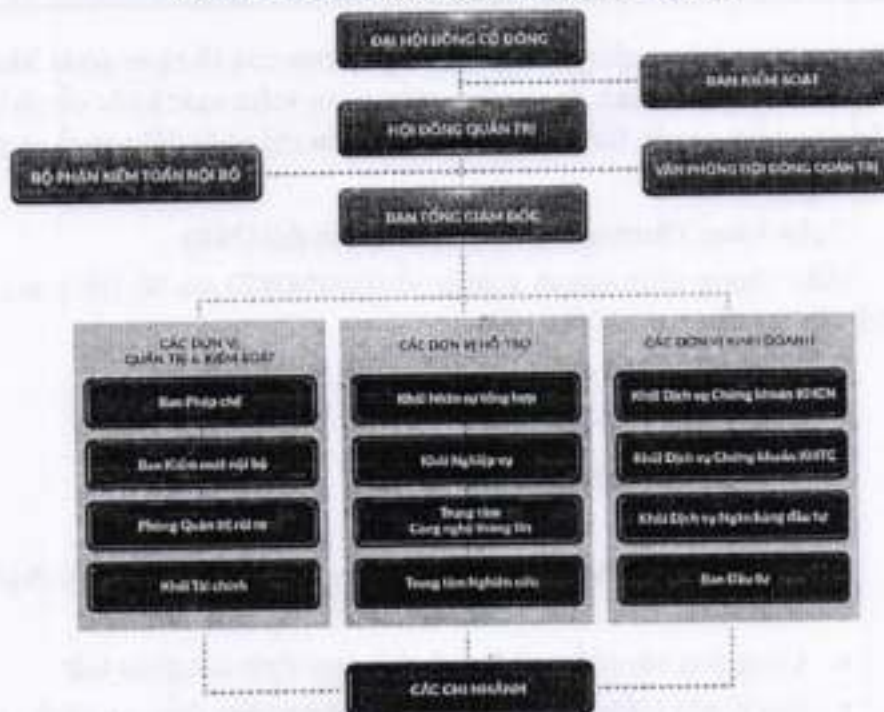 ĐẠI HỘI ĐỒNG CỔ ĐÔNG
BAN KIỂM SOÁT
HỘI ĐỒNG QUẢN TRỊ
BỘ PHẬN KIỂM TOÁN NỘI BỘ
VĂN PHÒNG HỘI ĐỒNG QUẢN TRỊ
BAN TỔNG GIÁM ĐỐC
CÁC ĐƠN VỊ
QUẢN TRỊ & KIỂM SOÁT
Ban Pháp chế
Ban Kiểm soát nội bộ
Phòng Quản trị rủi ro
Khối Tài chính
CÁC ĐƠN VỊ HỖ TRỢ
Khối Nhân sự tổng hợp
Khối Nghiệp vụ
Trung tâm
Công nghệ thông tin
Trung tâm Nghiên cứu
CÁC ĐƠN VỊ KINH DOANH
Khối Dịch vụ Chứng khoán KHCN
Khối Dịch vụ Chứng khoán KHTC
Khối Dịch vụ Ngân hàng đầu tư
Ban Đầu tư
CÁC CHI NHÁNH